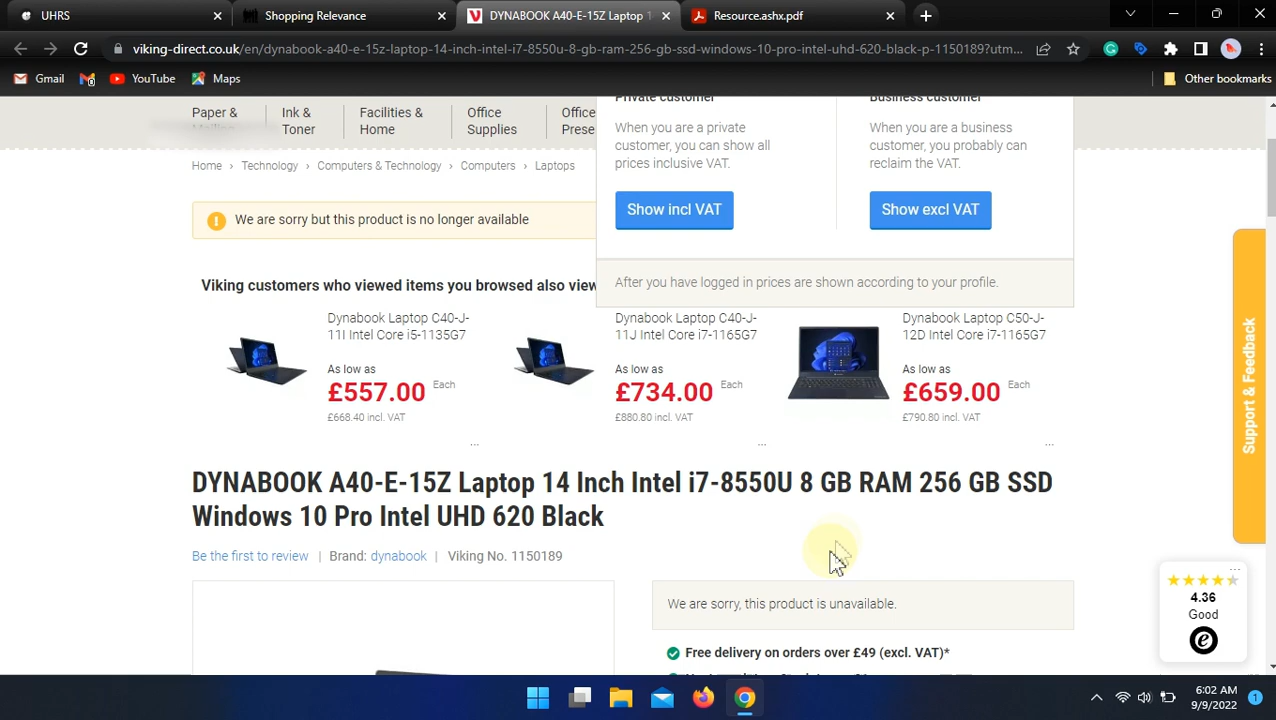 UHRS
Shopping Relevance
DYNABOOK A40-E-15Z Laptop 1
Resource.ashx.pdf
viking-direct.co.uk/en/dynabook-a40-e-15z-laptop-14-inch-intel-i7-8550u-8-gb-ram-256-gb-ssd-windows-10-pro-intel-uhd-620-black-p-1150189?utm...
Gmail
YouTube
Maps
Other bookmarks
Paper &
Ink &
Toner
Facilities &
Home
Office
Supplies
Office
Prese
Private customer
When you are a private
customer, you can show all
prices inclusive VAT.
Show incl VAT
Business customer
When you are a business
customer, you probably can
reclaim the VAT.
Show excl VAT
After you have logged in prices are shown according to your profile.
Home › Technology › Computers & Technology › Computers › Laptops
We are sorry but this product is no longer available
Viking customers who viewed items you browsed also view
Dynabook Laptop C40-J-
11I Intel Core i5-1135G7
As low as
£557.00 Each
£668.40 incl. VAT
...
Dynabook Laptop C40-J-
11J Intel Core i7-1165G7
As low as
£734.00 Each
£880.80 incl. VAT
...
Dynabook Laptop C50-J-
12D Intel Core i7-1165G7
As low as
£659.00 Each
£790.80 incl. VAT
...
DYNABOOK A40-E-15Z Laptop 14 Inch Intel i7-8550U 8 GB RAM 256 GB SSD
Windows 10 Pro Intel UHD 620 Black
Be the first to review | Brand: dynabook | Viking No. 1150189
We are sorry, this product is unavailable.
Free delivery on orders over £49 (excl. VAT)*
Support & Feedback
...
4.36
Good
e
6:02 AM
9/9/2022
1